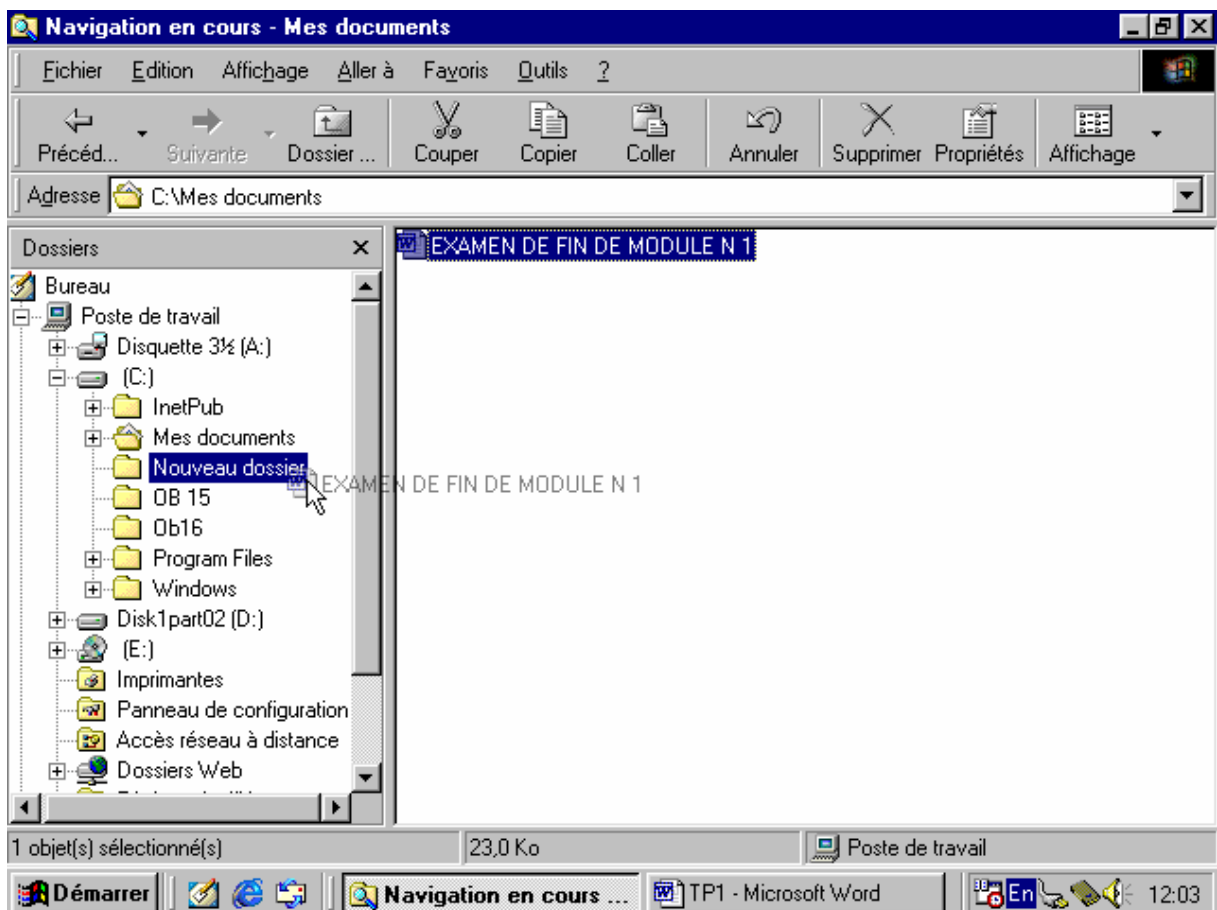 Navigation en cours - Mes documents
Fichier Edition Affichage Aller à Favoris Outils ?
Précéd... Suivante Dossier ... Couper Copier Coller Annuler Supprimer Propriétés Affichage
Adresse C:\Mes documents
Dossiers
EXAMEN DE FIN DE MODULE N 1
Bureau
Poste de travail
Disquette 3½ (A:)
(C:)
InetPub
Mes documents
Nouveau dossier
EXAMEN DE FIN DE MODULE N 1
OB 15
Ob16
Program Files
Windows
Disk1part02 (D:)
(E:)
Imprimantes
Panneau de configuration
Accès réseau à distance
Dossiers Web
1 objet(s) sélectionné(s) 23,0 Ko Poste de travail
Démarrer Navigation en cours ... TP1 - Microsoft Word En 12:03